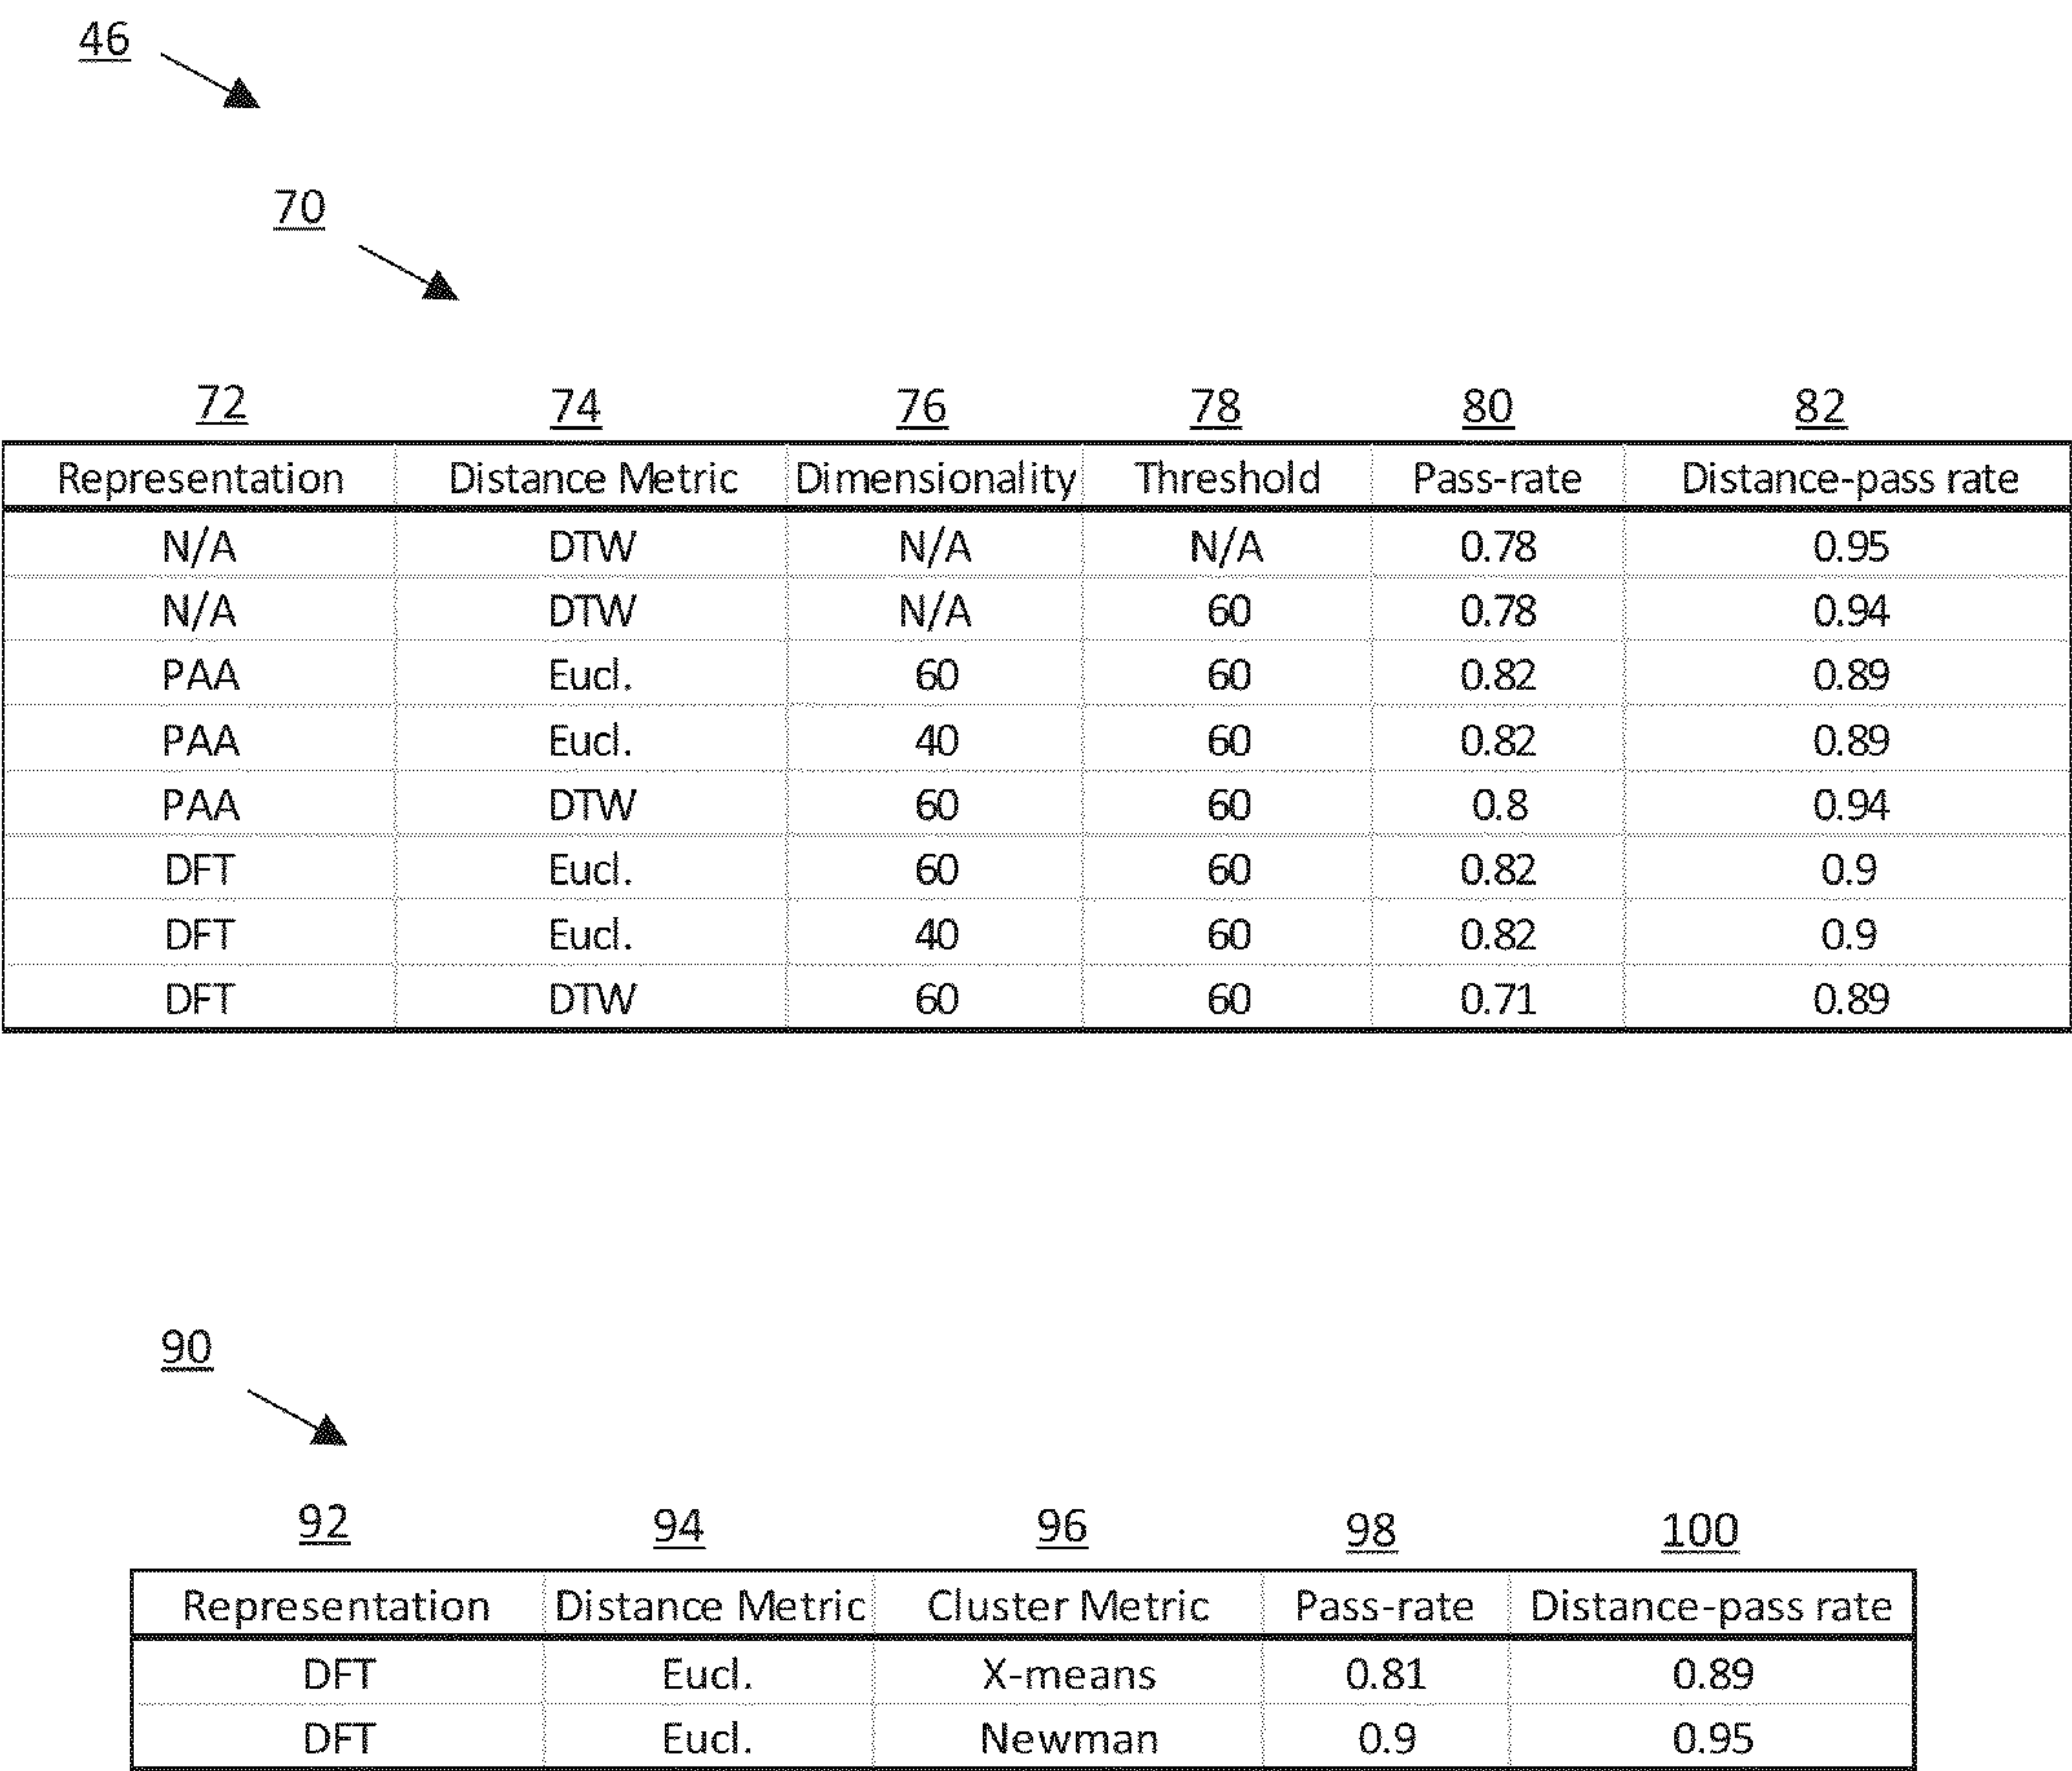 46
70
72 74 76 78 80 82
Representation Distance Metric Dimensionality Threshold Pass-rate Distance-pass rate
N/A DTW N/A N/A 0.78 0.95
N/A DTW N/A 60 0.78 0.94
PAA Eucl. 60 60 0.82 0.89
PAA Eucl. 40 60 0.82 0.89
PAA DTW 60 60 0.8 0.94
DFT Eucl. 60 60 0.82 0.9
DFT Eucl. 40 60 0.82 0.9
DFT DTW 60 60 0.71 0.89
90
92 94 96 98 100
Representation Distance Metric Cluster Metric Pass-rate Distance-pass rate
DFT Eucl. X-means 0.81 0.89
DFT Eucl. Newman 0.9 0.95